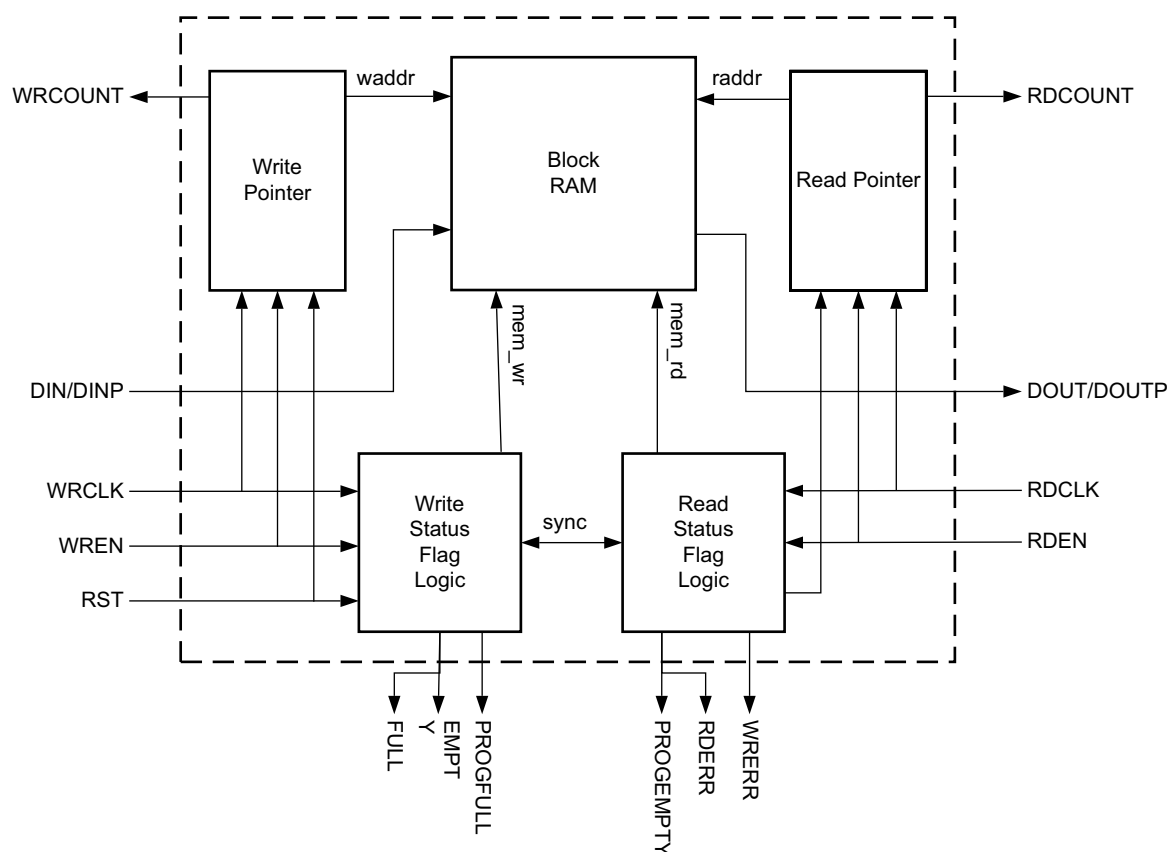 waddr
raddr
WRCOUNT
RDCOUNT
Write
Pointer
Block
RAM
Read Pointer
mem_wr
mem_rd
DIN/DINP
DOUT/DOUTP
WRCLK
WREN
RST
Write
Status
Flag
Logic
sync
Read
Status
Flag
Logic
RDCLK
RDEN
FULL
EMPT
Y
PROGFULL
PROGEMPTY
RDERR
WRERR